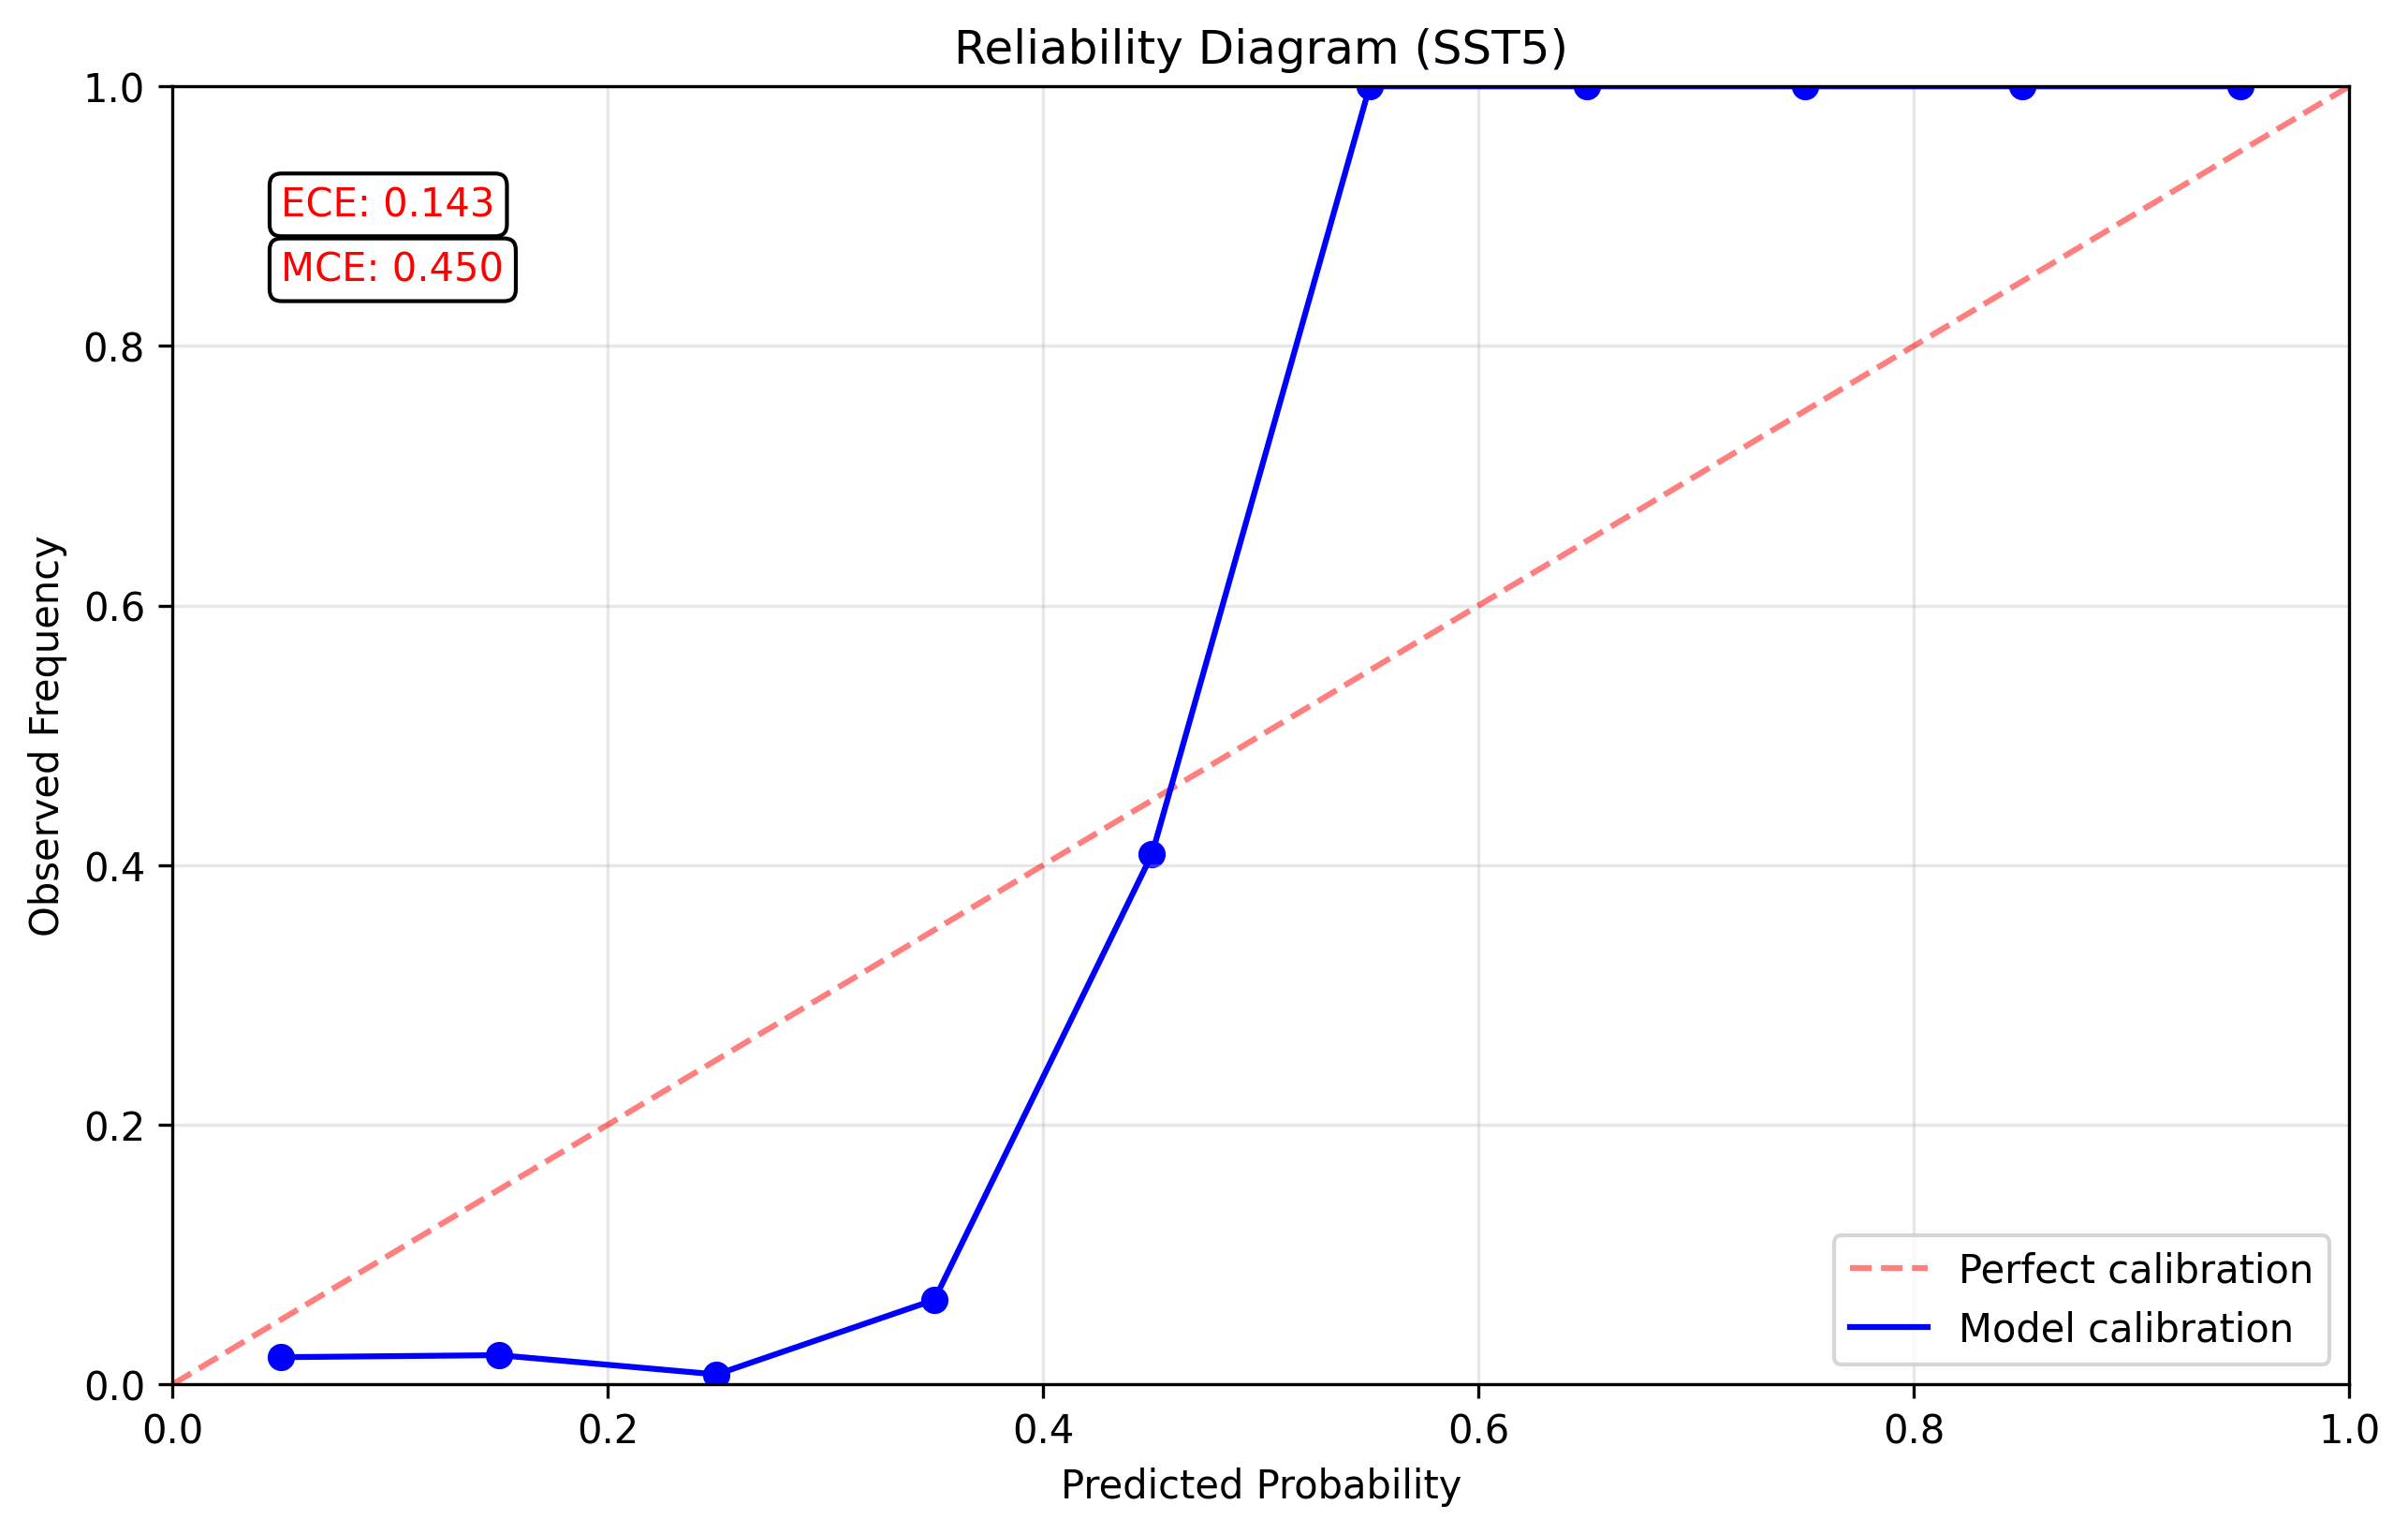 Reliability Diagram (SST5)
1.0
0.8
0.6
0.4
0.2
0.0
Observed Frequency
ECE: 0.143
MCE: 0.450
Perfect calibration
Model calibration
0.0 0.2 0.4 0.6 0.8 1.0
Predicted Probability